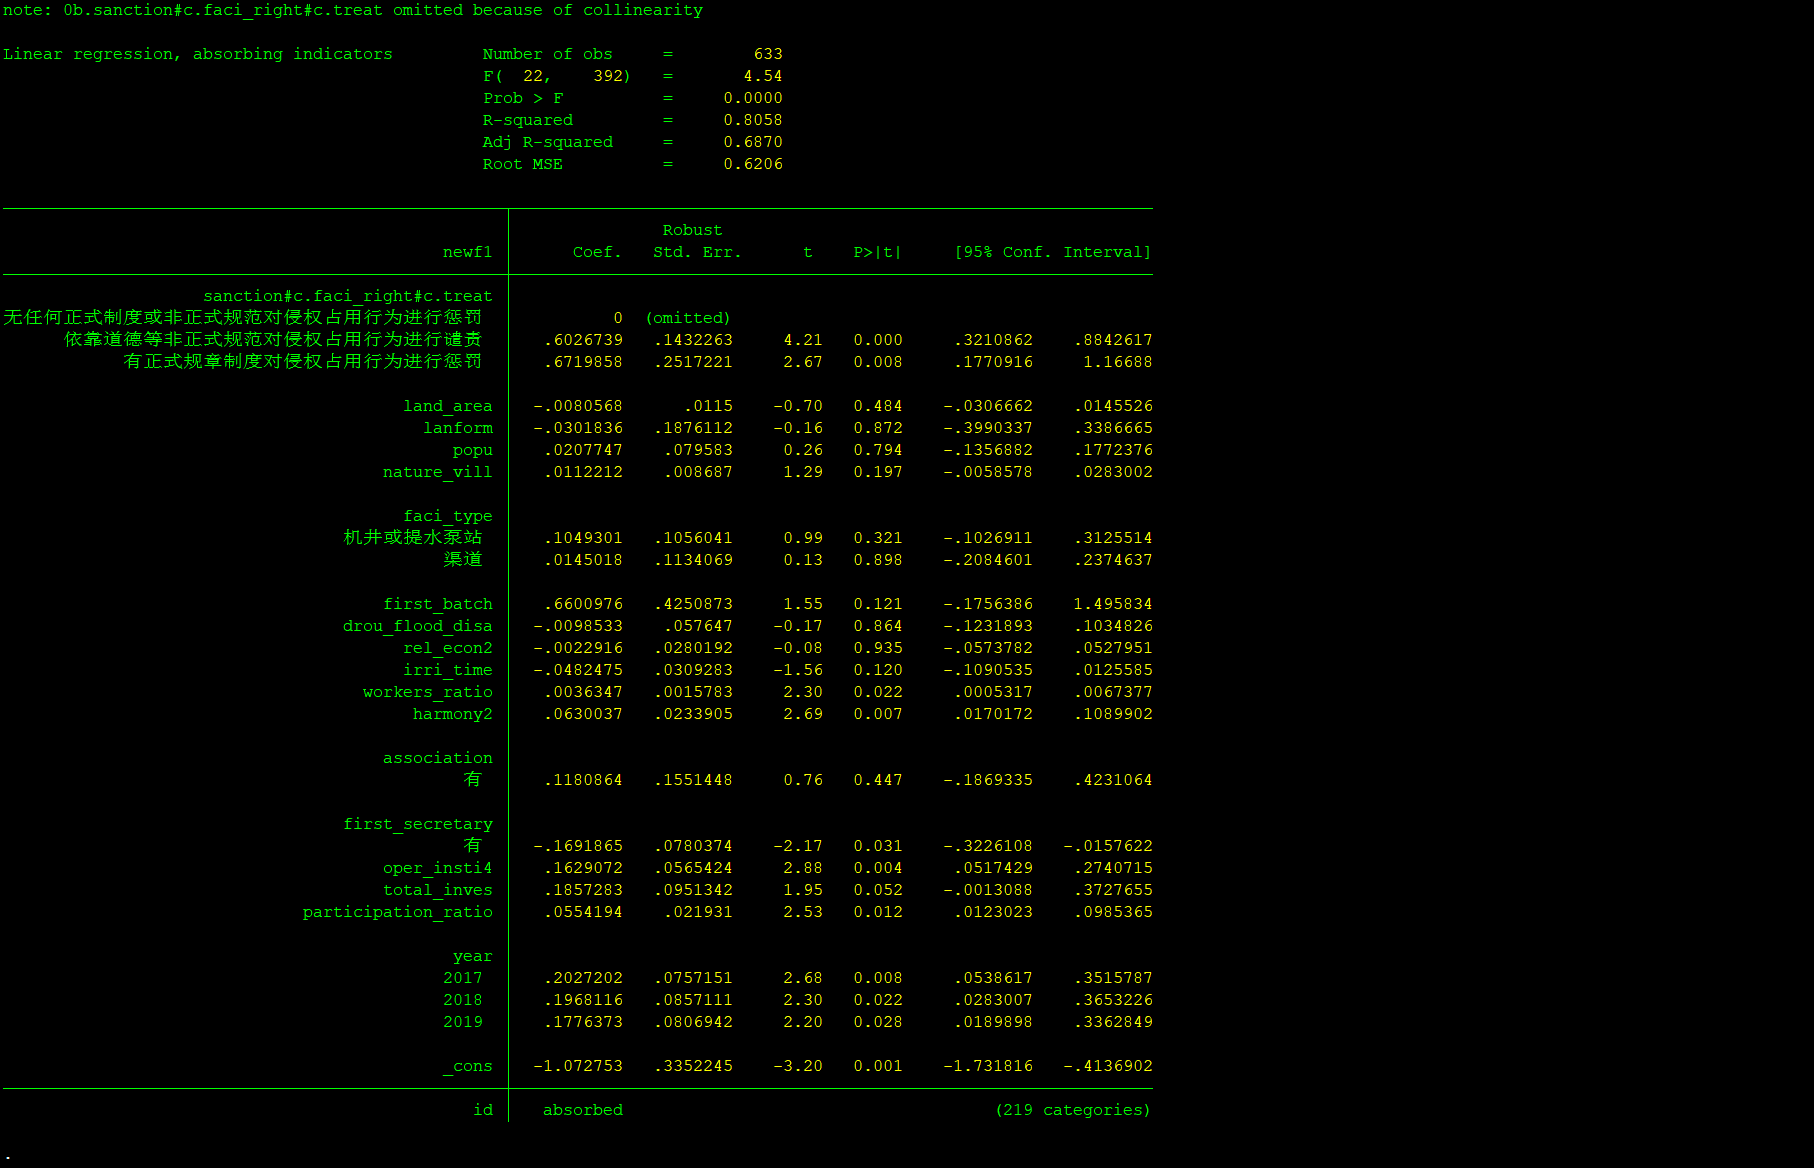 note: 0b.sanction#c.faci_right#c.treat omitted because of collinearity
Linear regression, absorbing indicators Number of obs = 633
F( 22, 392) = 4.54
Prob > F = 0.0000
R-squared = 0.8058
Adj R-squared = 0.6870
Root MSE = 0.6206
Robust
newf1 Coef. Std. Err. t P>|t| [95% Conf. Interval]
sanction#c.faci_right#c.treat
无任何正式制度或非正式规范对侵权占用行为进行惩罚 0 (omitted)
依靠道德等非正式规范对侵权占用行为进行谴责 .6026739 .1432263 4.21 0.000 .3210862 .8842617
有正式规章制度对侵权占用行为进行惩罚 .6719858 .2517221 2.67 0.008 .1770916 1.16688
land_area -.0080568 .0115 -0.70 0.484 -.0306662 .0145526
lanform -.0301836 .1876112 -0.16 0.872 -.3990337 .3386665
popu .0207747 .079583 0.26 0.794 -.1356882 .1772376
nature_vill .0112212 .008687 1.29 0.197 -.0058578 .0283002
faci_type
机井或提水泵站 .1049301 .1056041 0.99 0.321 -.1026911 .3125514
渠道 .0145018 .1134069 0.13 0.898 -.2084601 .2374637
first_batch .6600976 .4250873 1.55 0.121 -.1756386 1.495834
drou_flood_disa -.0098533 .057647 -0.17 0.864 -.1231893 .1034826
rel_econ2 -.0022916 .0280192 -0.08 0.935 -.0573782 .0527951
irri_time -.0482475 .0309283 -1.56 0.120 -.1090535 .0125585
workers_ratio .0036347 .0015783 2.30 0.022 .0005317 .0067377
harmony2 .0630037 .0233905 2.69 0.007 .0170172 .1089902
association
有 .1180864 .1551448 0.76 0.447 -.1869335 .4231064
first_secretary
有 -.1691865 .0780374 -2.17 0.031 -.3226108 -.0157622
oper_insti4 .1629072 .0565424 2.88 0.004 .0517429 .2740715
total_inves .1857283 .0951342 1.95 0.052 -.0013088 .3727655
participation_ratio .0554194 .021931 2.53 0.012 .0123023 .0985365
year
2017 .2027202 .0757151 2.68 0.008 .0538617 .3515787
2018 .1968116 .0857111 2.30 0.022 .0283007 .3653226
2019 .1776373 .0806942 2.20 0.028 .0189898 .3362849
_cons -1.072753 .3352245 -3.20 0.001 -1.731816 -.4136902
id absorbed (219 categories)
.